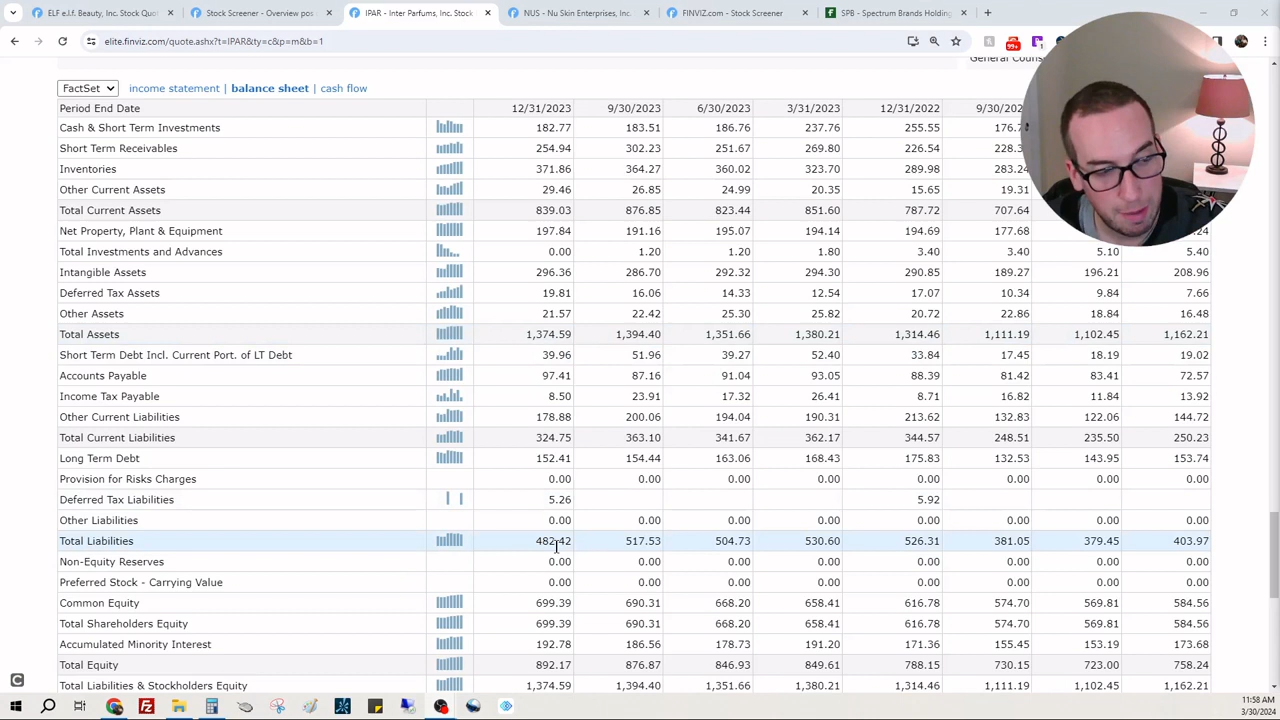 ELF e.l.f. Beauty, Inc. Stock Quot
Stock Screener - Overview pos
IPAR - Inter Parfums, Inc. Stock
NUS - Nu Skin Enterprises, Inc.
FINVIZ.com - Stock Screener
SPB - Spectrum Brands Holding
elite.finviz.com/quote.ashx?t=IPAR&ty=c&p=m&b=1
99+
General Couns
FactSet income statement | balance sheet | cash flow
Period End Date 12/31/2023 9/30/2023 6/30/2023 3/31/2023 12/31/2022 9/30/202
Cash & Short Term Investments 182.77 183.51 186.76 237.76 255.55 176.7
Short Term Receivables 254.94 302.23 251.67 269.80 226.54 228.3
Inventories 371.86 364.27 360.02 323.70 289.98 283.24
Other Current Assets 29.46 26.85 24.99 20.35 15.65 19.31
Total Current Assets 839.03 876.85 823.44 851.60 787.72 707.64
Net Property, Plant & Equipment 197.84 191.16 195.07 194.14 194.69 177.68 .24
Total Investments and Advances 0.00 1.20 1.20 1.80 3.40 3.40 5.10 5.40
Intangible Assets 296.36 286.70 292.32 294.30 290.85 189.27 196.21 208.96
Deferred Tax Assets 19.81 16.06 14.33 12.54 17.07 10.34 9.84 7.66
Other Assets 21.57 22.42 25.30 25.82 20.72 22.86 18.84 16.48
Total Assets 1,374.59 1,394.40 1,351.66 1,380.21 1,314.46 1,111.19 1,102.45 1,162.21
Short Term Debt Incl. Current Port. of LT Debt 39.96 51.96 39.27 52.40 33.84 17.45 18.19 19.02
Accounts Payable 97.41 87.16 91.04 93.05 88.39 81.42 83.41 72.57
Income Tax Payable 8.50 23.91 17.32 26.41 8.71 16.82 11.84 13.92
Other Current Liabilities 178.88 200.06 194.04 190.31 213.62 132.83 122.06 144.72
Total Current Liabilities 324.75 363.10 341.67 362.17 344.57 248.51 235.50 250.23
Long Term Debt 152.41 154.44 163.06 168.43 175.83 132.53 143.95 153.74
Provision for Risks Charges 0.00 0.00 0.00 0.00 0.00 0.00 0.00 0.00
Deferred Tax Liabilities 5.26 5.92
Other Liabilities 0.00 0.00 0.00 0.00 0.00 0.00 0.00 0.00
Total Liabilities 482.42 517.53 504.73 530.60 526.31 381.05 379.45 403.97
Non-Equity Reserves 0.00 0.00 0.00 0.00 0.00 0.00 0.00 0.00
Preferred Stock - Carrying Value 0.00 0.00 0.00 0.00 0.00 0.00 0.00 0.00
Common Equity 699.39 690.31 668.20 658.41 616.78 574.70 569.81 584.56
Total Shareholders Equity 699.39 690.31 668.20 658.41 616.78 574.70 569.81 584.56
Accumulated Minority Interest 192.78 186.56 178.73 191.20 171.36 155.45 153.19 173.68
Total Equity 892.17 876.87 846.93 849.61 788.15 730.15 723.00 758.24
Total Liabilities & Stockholders Equity 1,374.59 1,394.40 1,351.66 1,380.21 1,314.46 1,111.19 1,102.45 1,162.21
11:58 AM
3/30/2024